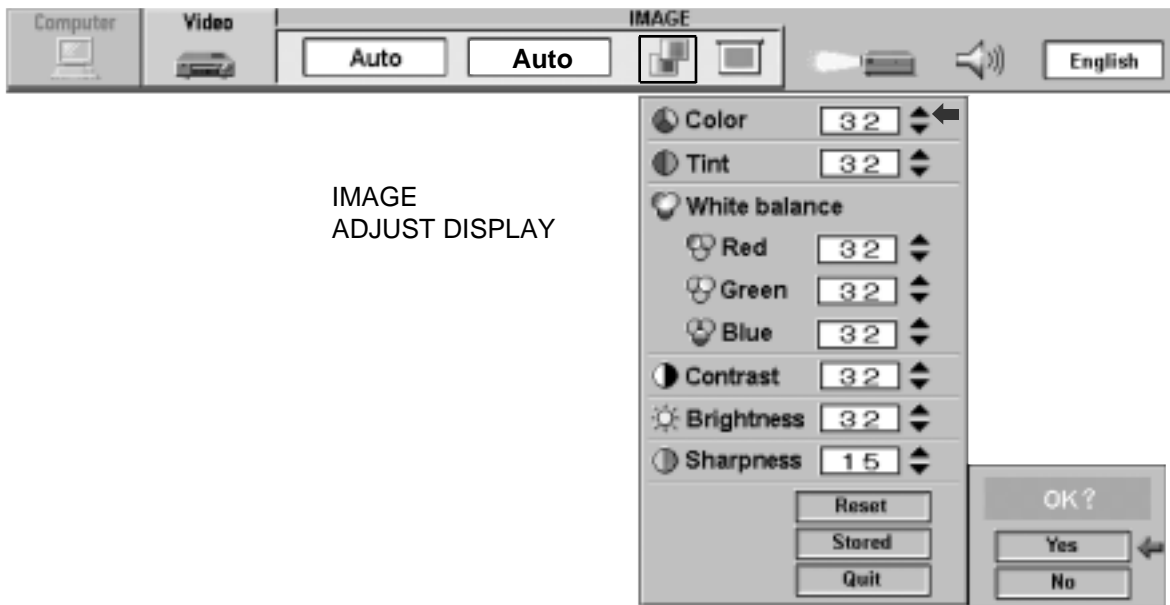 Computer
Video
IMAGE
Auto
Auto
English
IMAGE
ADJUST DISPLAY
Color 32
Tint 32
White balance
Red 32
Green 32
Blue 32
Contrast 32
Brightness 32
Sharpness 15
Reset
Stored
Quit
OK?
Yes
No